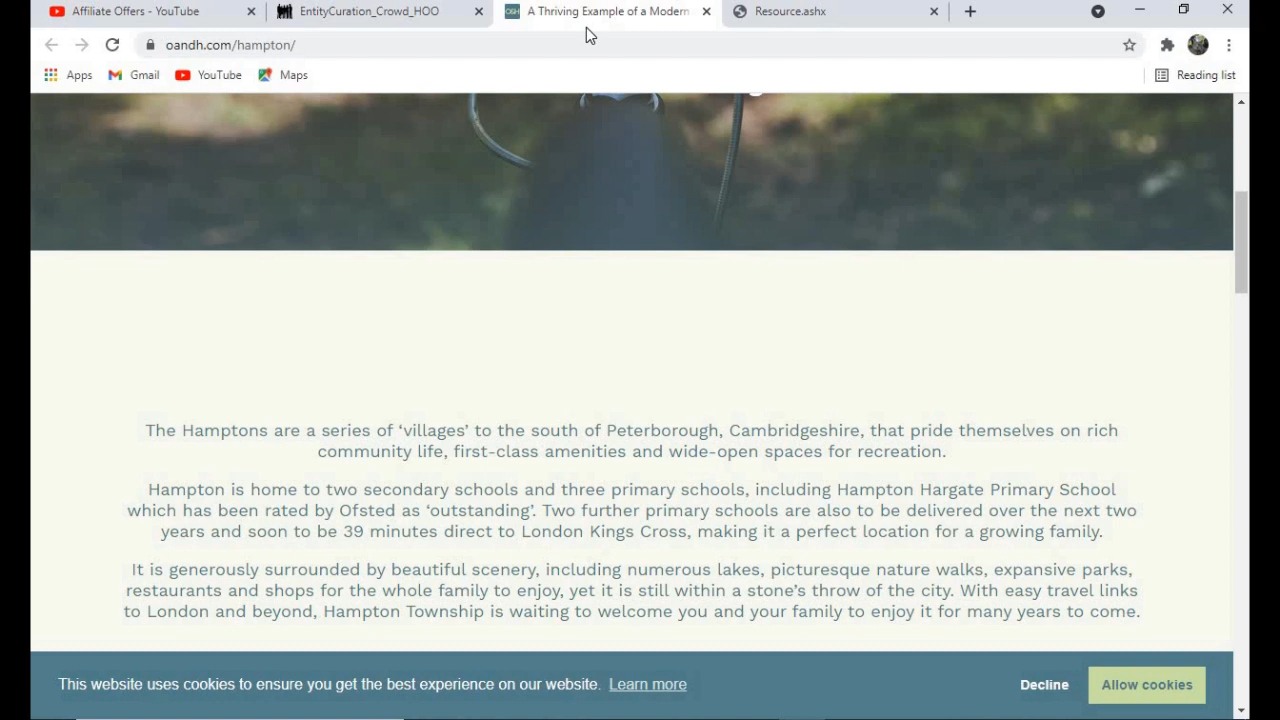 Affiliate Offers - YouTube
EntityCuration_Crowd_HOO
O&H
A Thriving Example of a Modern
Resource.ashx
oandh.com/hampton/
Apps
Gmail
YouTube
Maps
Reading list
The Hamptons are a series of ‘villages’ to the south of Peterborough, Cambridgeshire, that pride themselves on rich
community life, first-class amenities and wide-open spaces for recreation.
Hampton is home to two secondary schools and three primary schools, including Hampton Hargate Primary School
which has been rated by Ofsted as ‘outstanding’. Two further primary schools are also to be delivered over the next two
years and soon to be 39 minutes direct to London Kings Cross, making it a perfect location for a growing family.
It is generously surrounded by beautiful scenery, including numerous lakes, picturesque nature walks, expansive parks,
restaurants and shops for the whole family to enjoy, yet it is still within a stone’s throw of the city. With easy travel links
to London and beyond, Hampton Township is waiting to welcome you and your family to enjoy it for many years to come.
This website uses cookies to ensure you get the best experience on our website. Learn more
Decline
Allow cookies